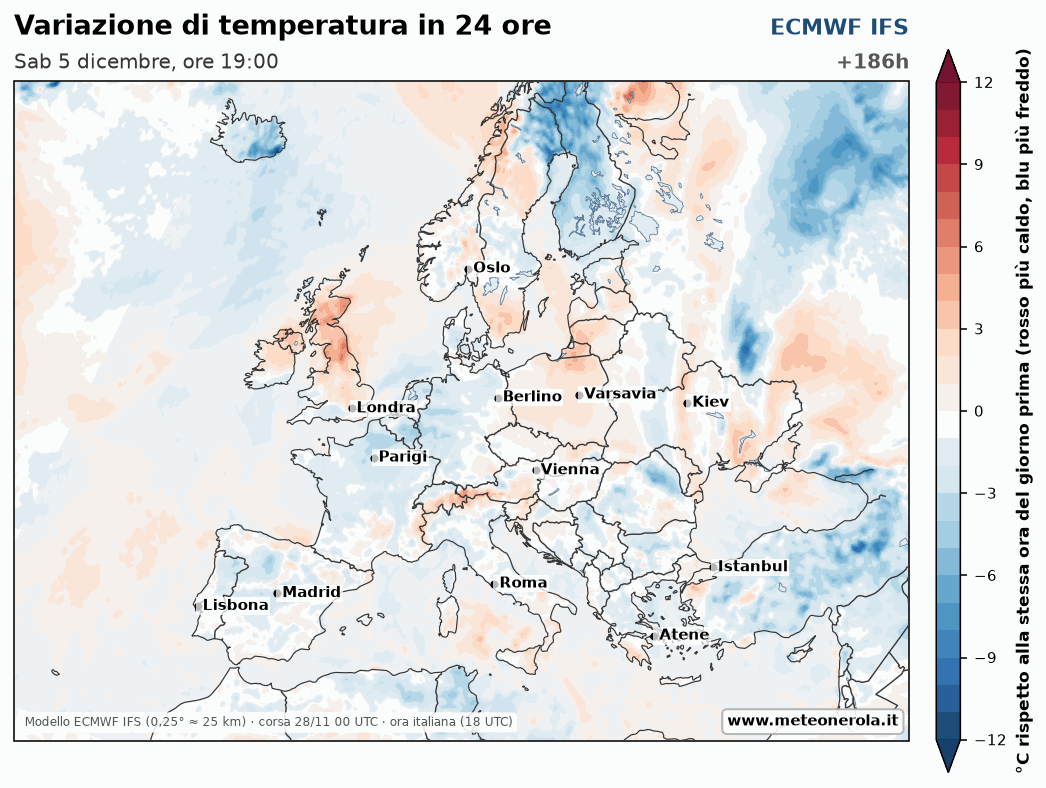 Variazione di temperatura in 24 ore
ECMWF IFS
Sab 5 dicembre, ore 19:00
+186h
Oslo
Londra
Berlino
Varsavia
Kiev
Parigi
Vienna
Istanbul
Roma
Madrid
Lisbona
Atene
Modello ECMWF IFS (0,25° ≈ 25 km) · corsa 28/11 00 UTC · ora italiana (18 UTC)
www.meteonerola.it
12
9
6
3
0
−3
−6
−9
−12
°C rispetto alla stessa ora del giorno prima (rosso più caldo, blu più freddo)